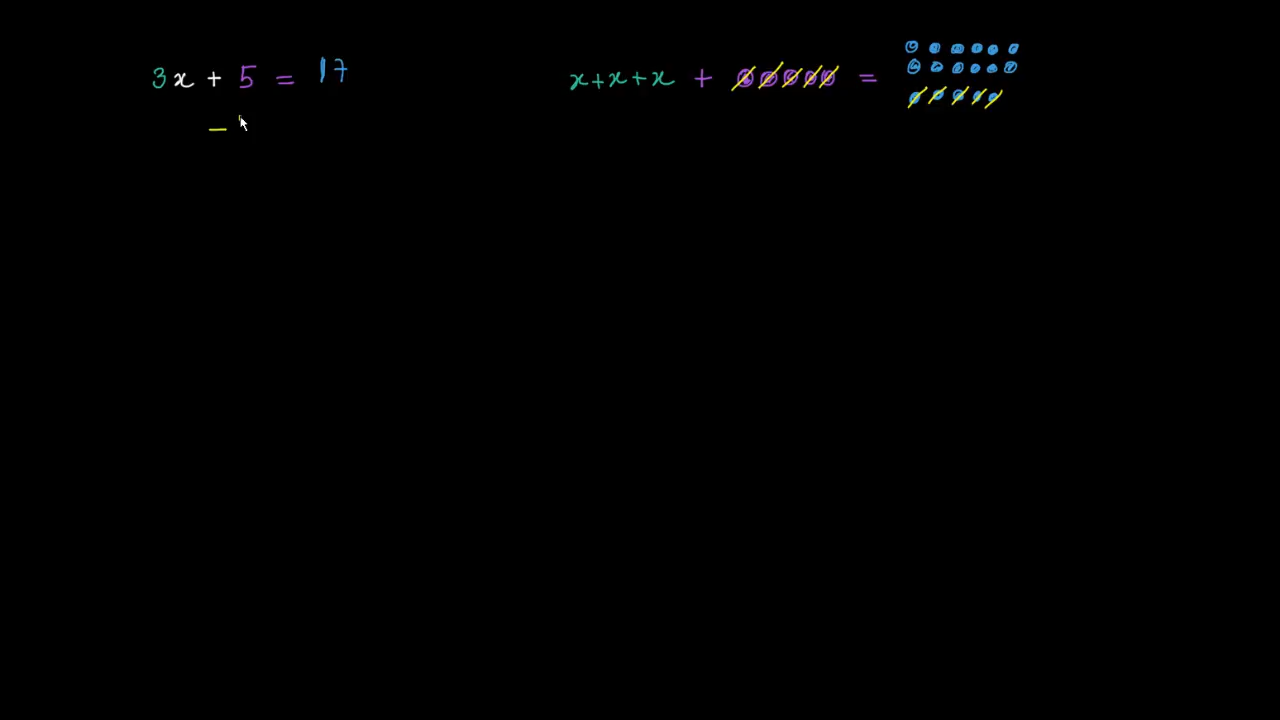 3x + 5 = 17
x+x+x + =
−